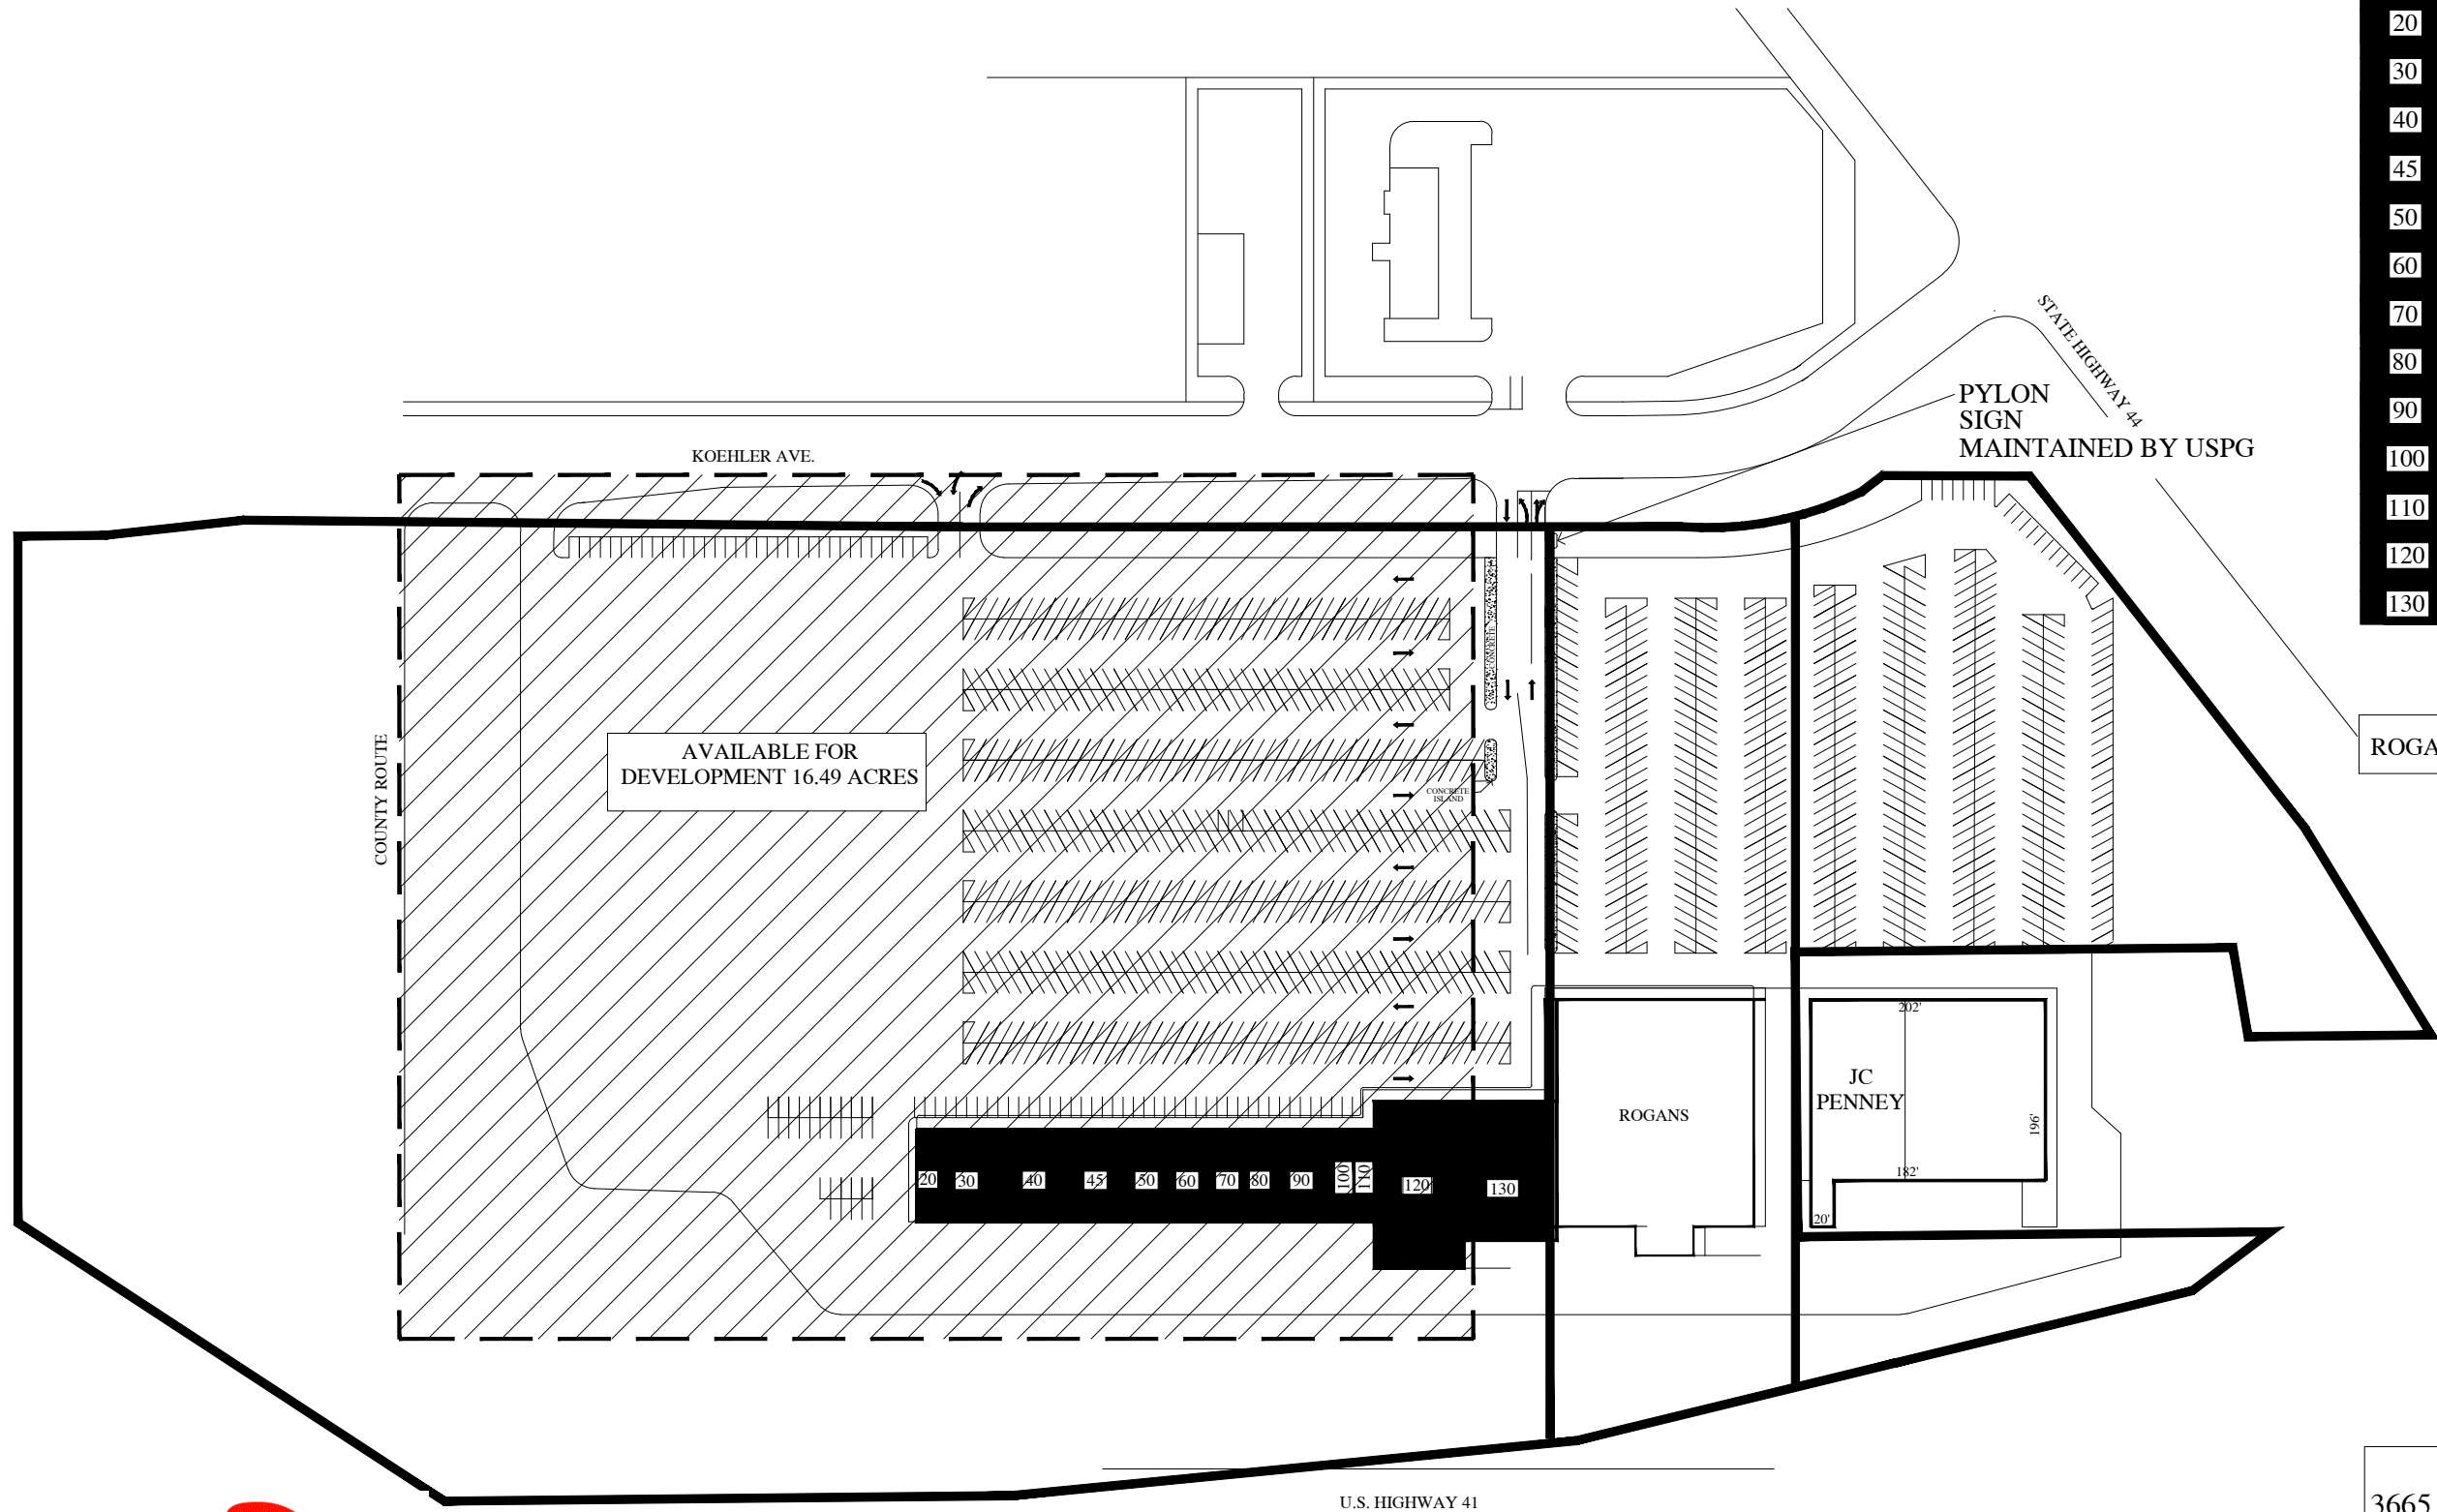 20
30
40
45
50
60
70
80
90
100
110
120
130
STATE HIGHWAY 44
PYLON
SIGN
MAINTAINED BY USPG
KOEHLER AVE.
COUNTY ROUTE
AVAILABLE FOR
DEVELOPMENT 16.49 ACRES
CONCRETE
CONCRETE
ISLAND
ROGA
202'
JC
PENNEY
196'
182'
20'
ROGANS
20
30
40
45
50
60
70
80
90
100
110
120
130
3665
U.S. HIGHWAY 41